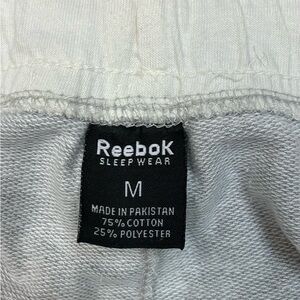 Reebok
SLEEPWEAR
M
MADE IN PAKISTAN
75% COTTON
25% POLYESTER